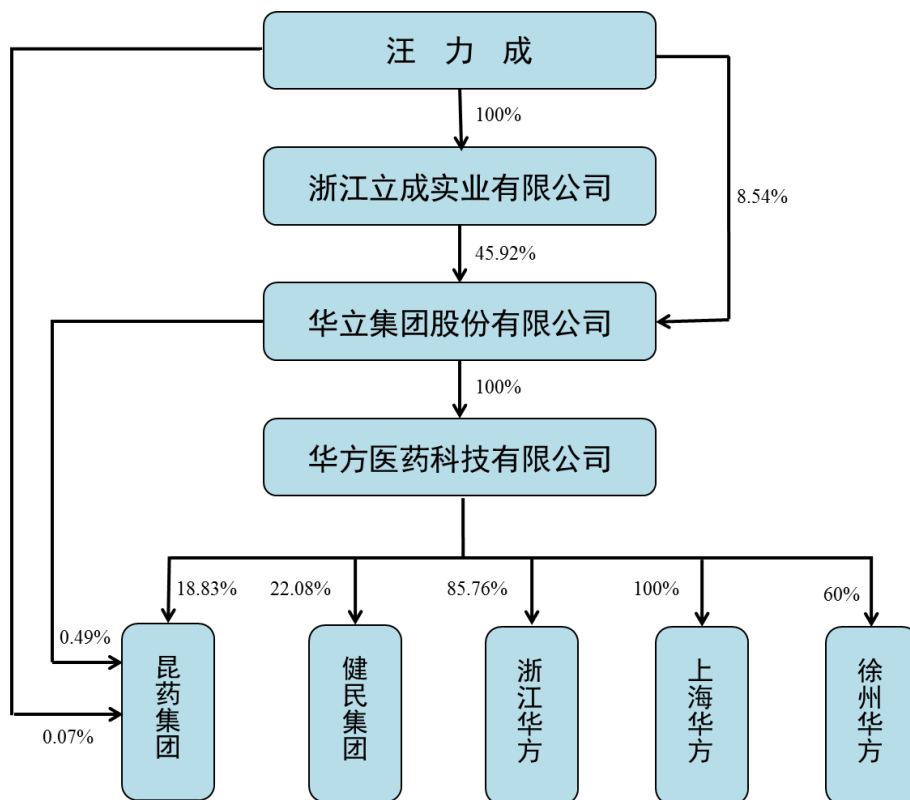 汪 力 成
100%
浙江立成实业有限公司
8.54%
45.92%
华立集团股份有限公司
100%
华方医药科技有限公司
18.83%
22.08%
85.76%
100%
60%
0.49%
0.07%
昆药集团
健民集团
浙江华方
上海华方
徐州华方